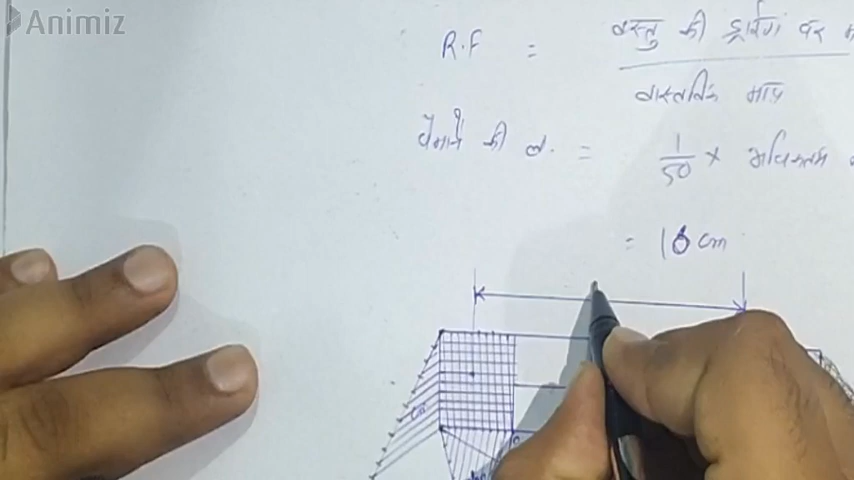 Animiz
R.F = वस्तु की ड्राइंग पर
वास्तविक माप
पैमाने की ल. = 1/50 × अधिकतम
= 10 cm